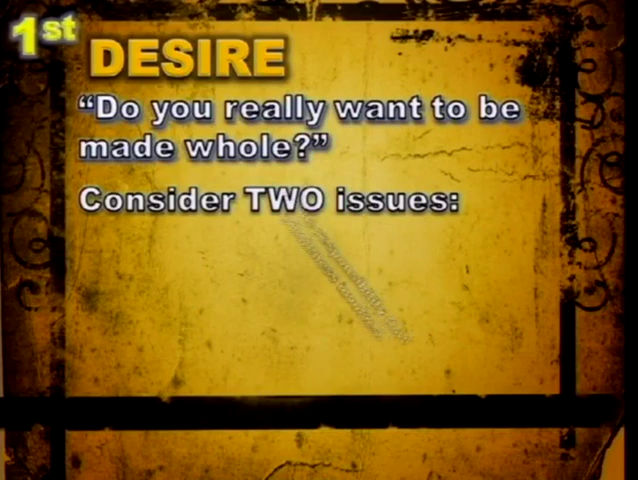 1st
DESIRE
“Do you really want to be
made whole?”
Consider TWO issues: